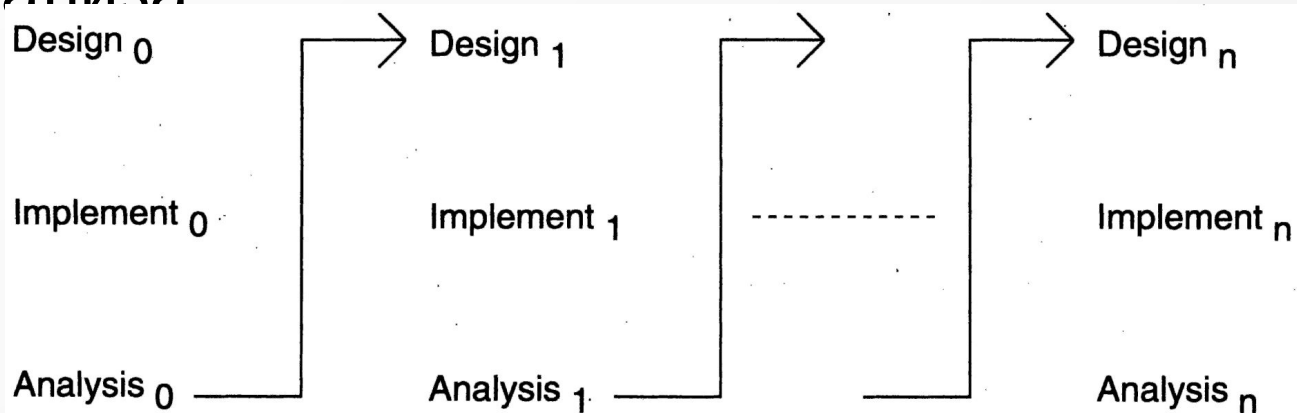 Design 0 Design 1 Design n
Implement 0 Implement 1 Implement n
Analysis 0 Analysis 1 Analysis n